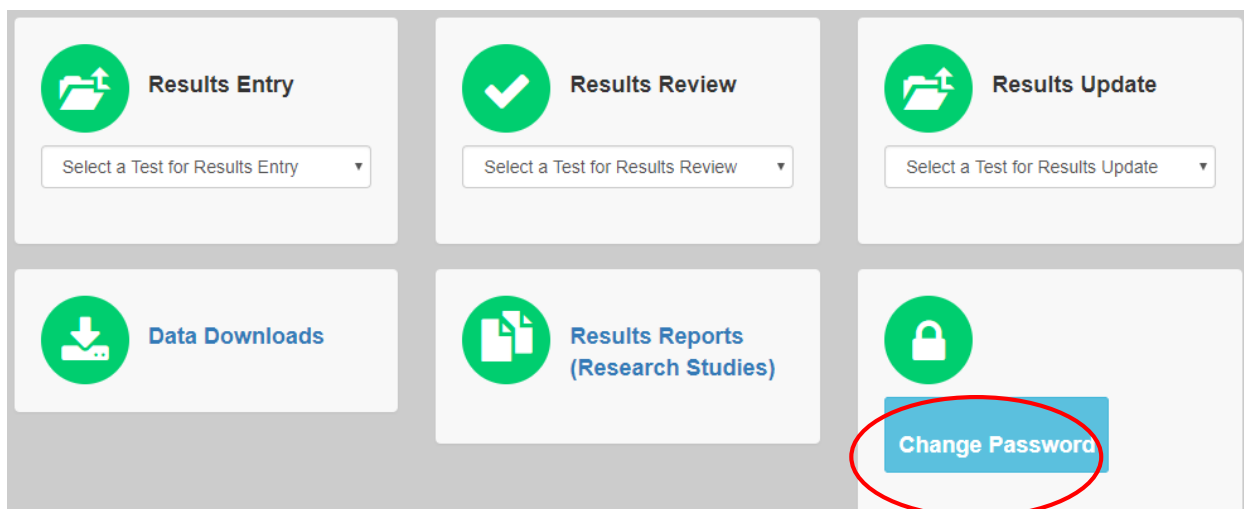 Results Entry
Select a Test for Results Entry
Results Review
Select a Test for Results Review
Results Update
Select a Test for Results Update
Data Downloads
Results Reports
(Research Studies)
Change Password